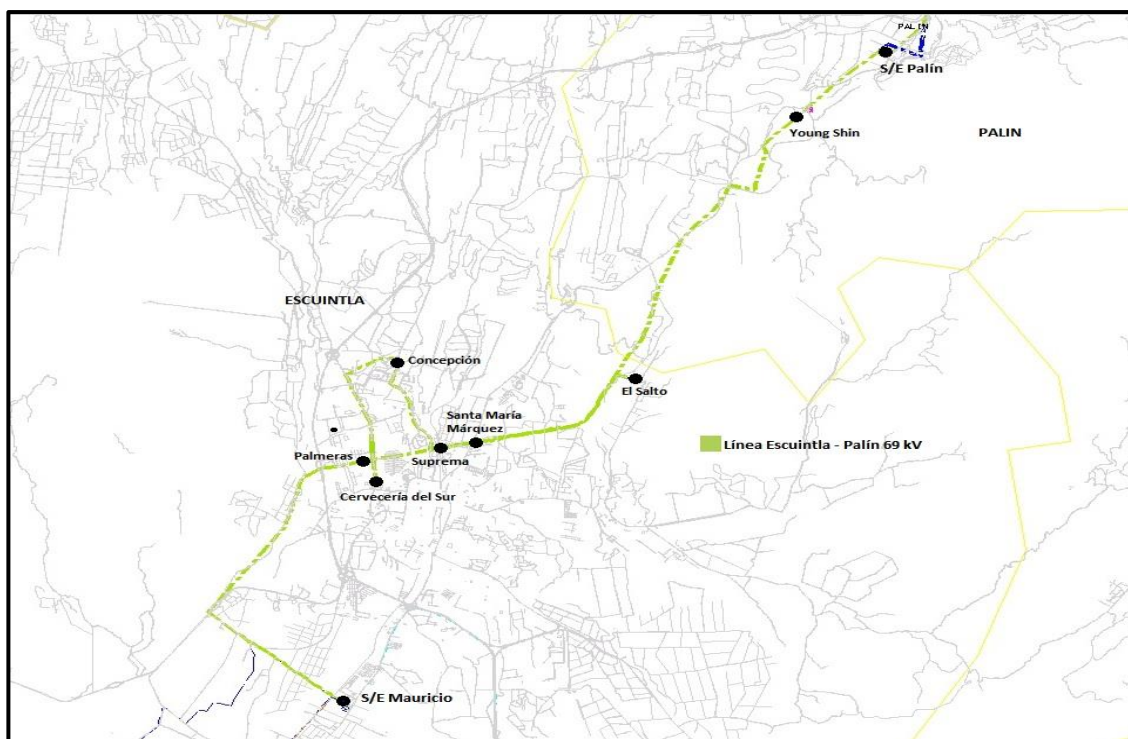 PALIN
S/E Palín
Young Shin
PALIN
ESCUINTLA
Concepción
El Salto
Santa María
Márquez
Línea Escuintla - Palín 69 kV
Palmeras
Suprema
Cervecería del Sur
S/E Mauricio